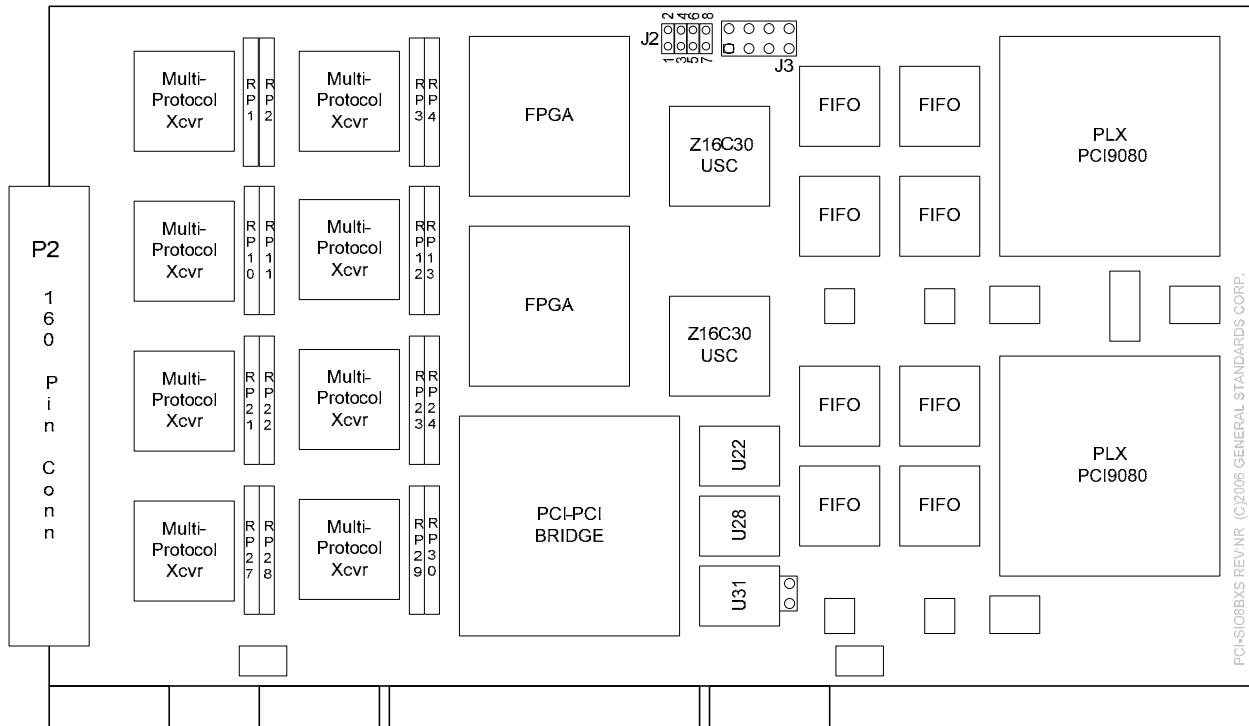 2 4 6 8
J2
1 3 5 7
J3
Multi-
Protocol
Xcvr
RP1
RP2
Multi-
Protocol
Xcvr
RP3
RP4
FPGA
Z16C30
USC
FIFO
FIFO
PLX
PCI9080
Multi-
Protocol
Xcvr
RP10
RP11
Multi-
Protocol
Xcvr
RP12
RP13
FPGA
FIFO
FIFO
P2
160 Pin Conn
Z16C30
USC
Multi-
Protocol
Xcvr
RP21
RP22
Multi-
Protocol
Xcvr
RP23
RP24
FIFO
FIFO
PLX
PCI9080
U22
Multi-
Protocol
Xcvr
RP27
RP28
Multi-
Protocol
Xcvr
RP29
RP30
PCI-PCI
BRIDGE
U28
FIFO
FIFO
U31
PCI-SIO8BXS REV:NR (C)2006 GENERAL STANDARDS CORP,